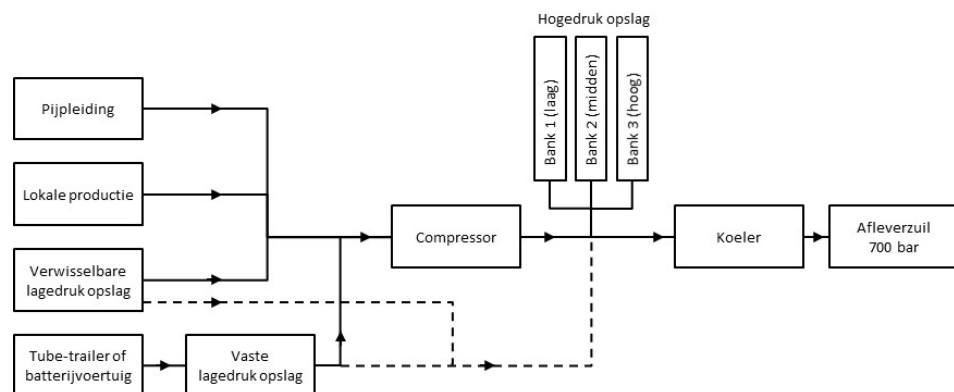 Hogedruk opslag
Bank 1 (laag)
Bank 2 (midden)
Bank 3 (hoog)
Pijpleiding
Lokale productie
Verwisselbare
lagedruk opslag
Tube-trailer of
batterijvoertuig
Vaste
lagedruk opslag
Compressor
Koeler
Afleverzuil
700 bar